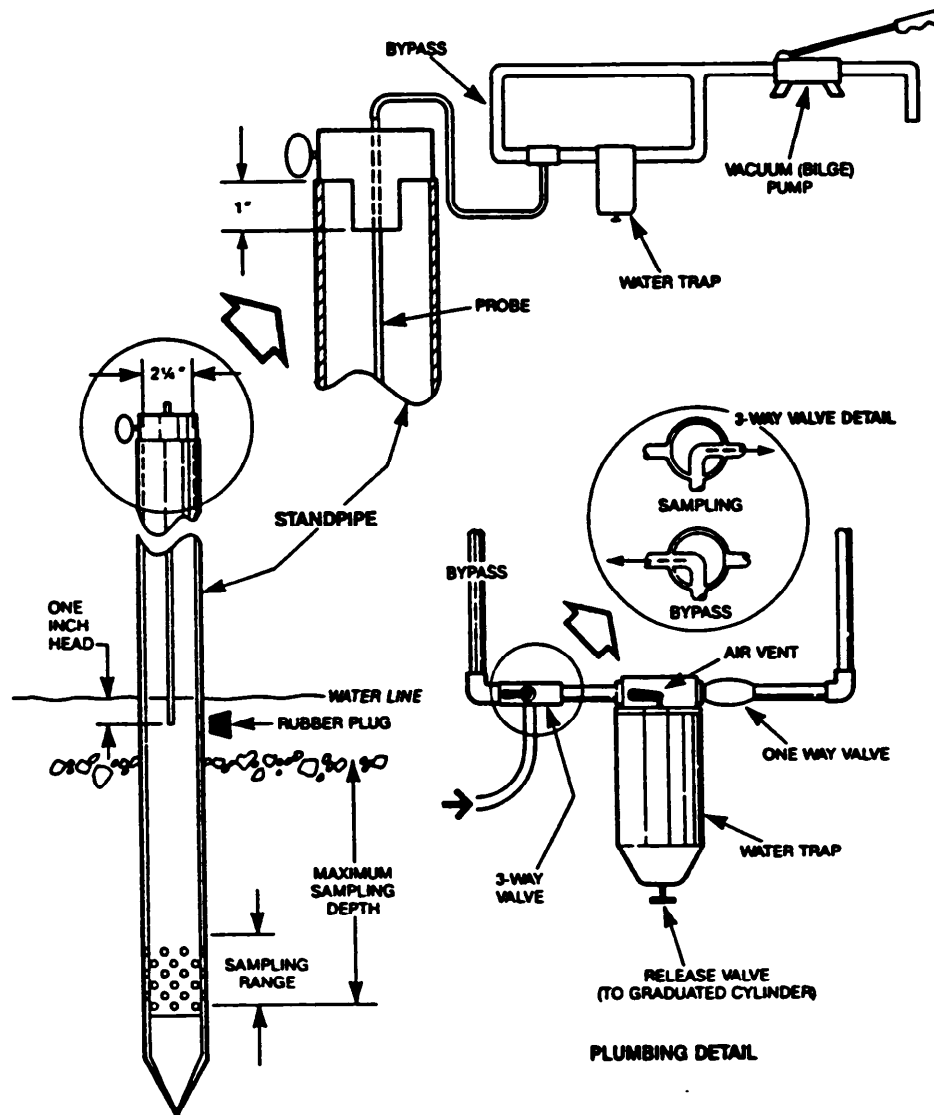 BYPASS
VACUUM (BILGE)
PUMP
1"
WATER TRAP
PROBE
2¼"
3-WAY VALVE DETAIL
SAMPLING
STANDPIPE
BYPASS
BYPASS
ONE
INCH
HEAD
AIR VENT
WATER LINE
RUBBER PLUG
ONE WAY VALVE
WATER TRAP
MAXIMUM
SAMPLING
DEPTH
3-WAY
VALVE
SAMPLING
RANGE
RELEASE VALVE
(TO GRADUATED CYLINDER)
PLUMBING DETAIL